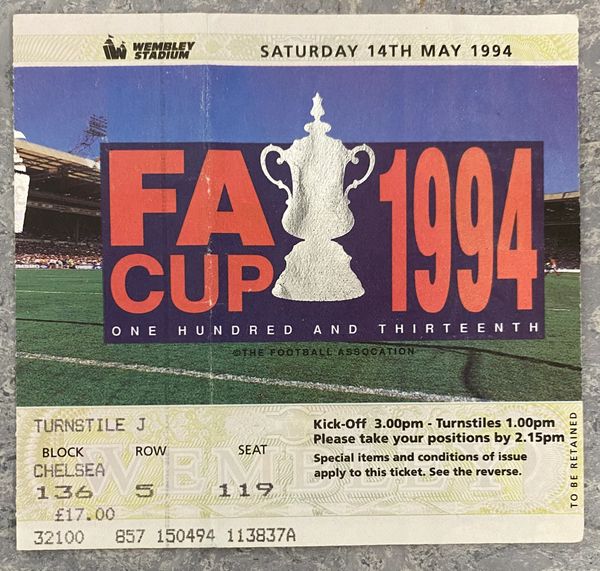 WEMBLEY
STADIUM
SATURDAY 14TH MAY 1994
FA
CUP
1994
ONE HUNDRED AND THIRTEENTH
©THE FOOTBALL ASSOCATION
TURNSTILE J
Kick-Off 3.00pm - Turnstiles 1.00pm
Please take your positions by 2.15pm
BLOCK ROW SEAT
CHELSEA
136 5 119
Special items and conditions of issue
apply to this ticket. See the reverse.
WEMBLEY
£17.00
32100 857 150494 113837A
TO BE RETAINED